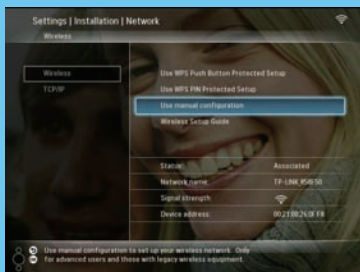 Settings | Installation | Network
Wireless
Wireless
TCP/IP
Use WPS Push Button Protected Setup
Use WPS PIN Protected Setup
Use manual configuration
Wireless Setup Guide
Status:
Associated
Network name:
Signal strength:
Device address:
Use manual configuration to set up your wireless network. Only
for advanced users and those with legacy wireless equipment.